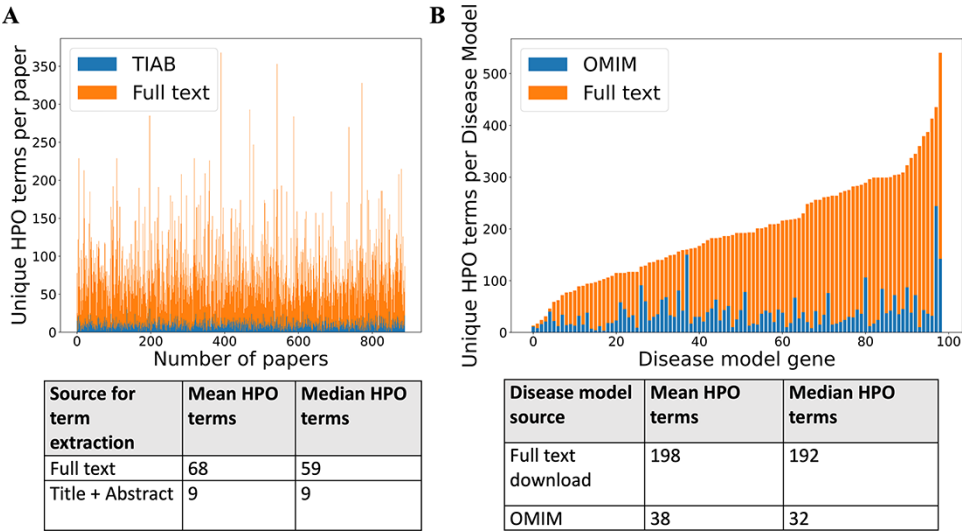 A
Unique HPO terms per paper
350
300
250
200
150
100
50
0
TIAB
Full text
0 200 400 600 800
Number of papers
Source for term extraction | Mean HPO terms | Median HPO terms
Full text | 68 | 59
Title + Abstract | 9 | 9
B
Unique HPO terms per Disease Model
500
400
300
200
100
0
OMIM
Full text
0 20 40 60 80 100
Disease model gene
Disease model source | Mean HPO terms | Median HPO terms
Full text download | 198 | 192
OMIM | 38 | 32